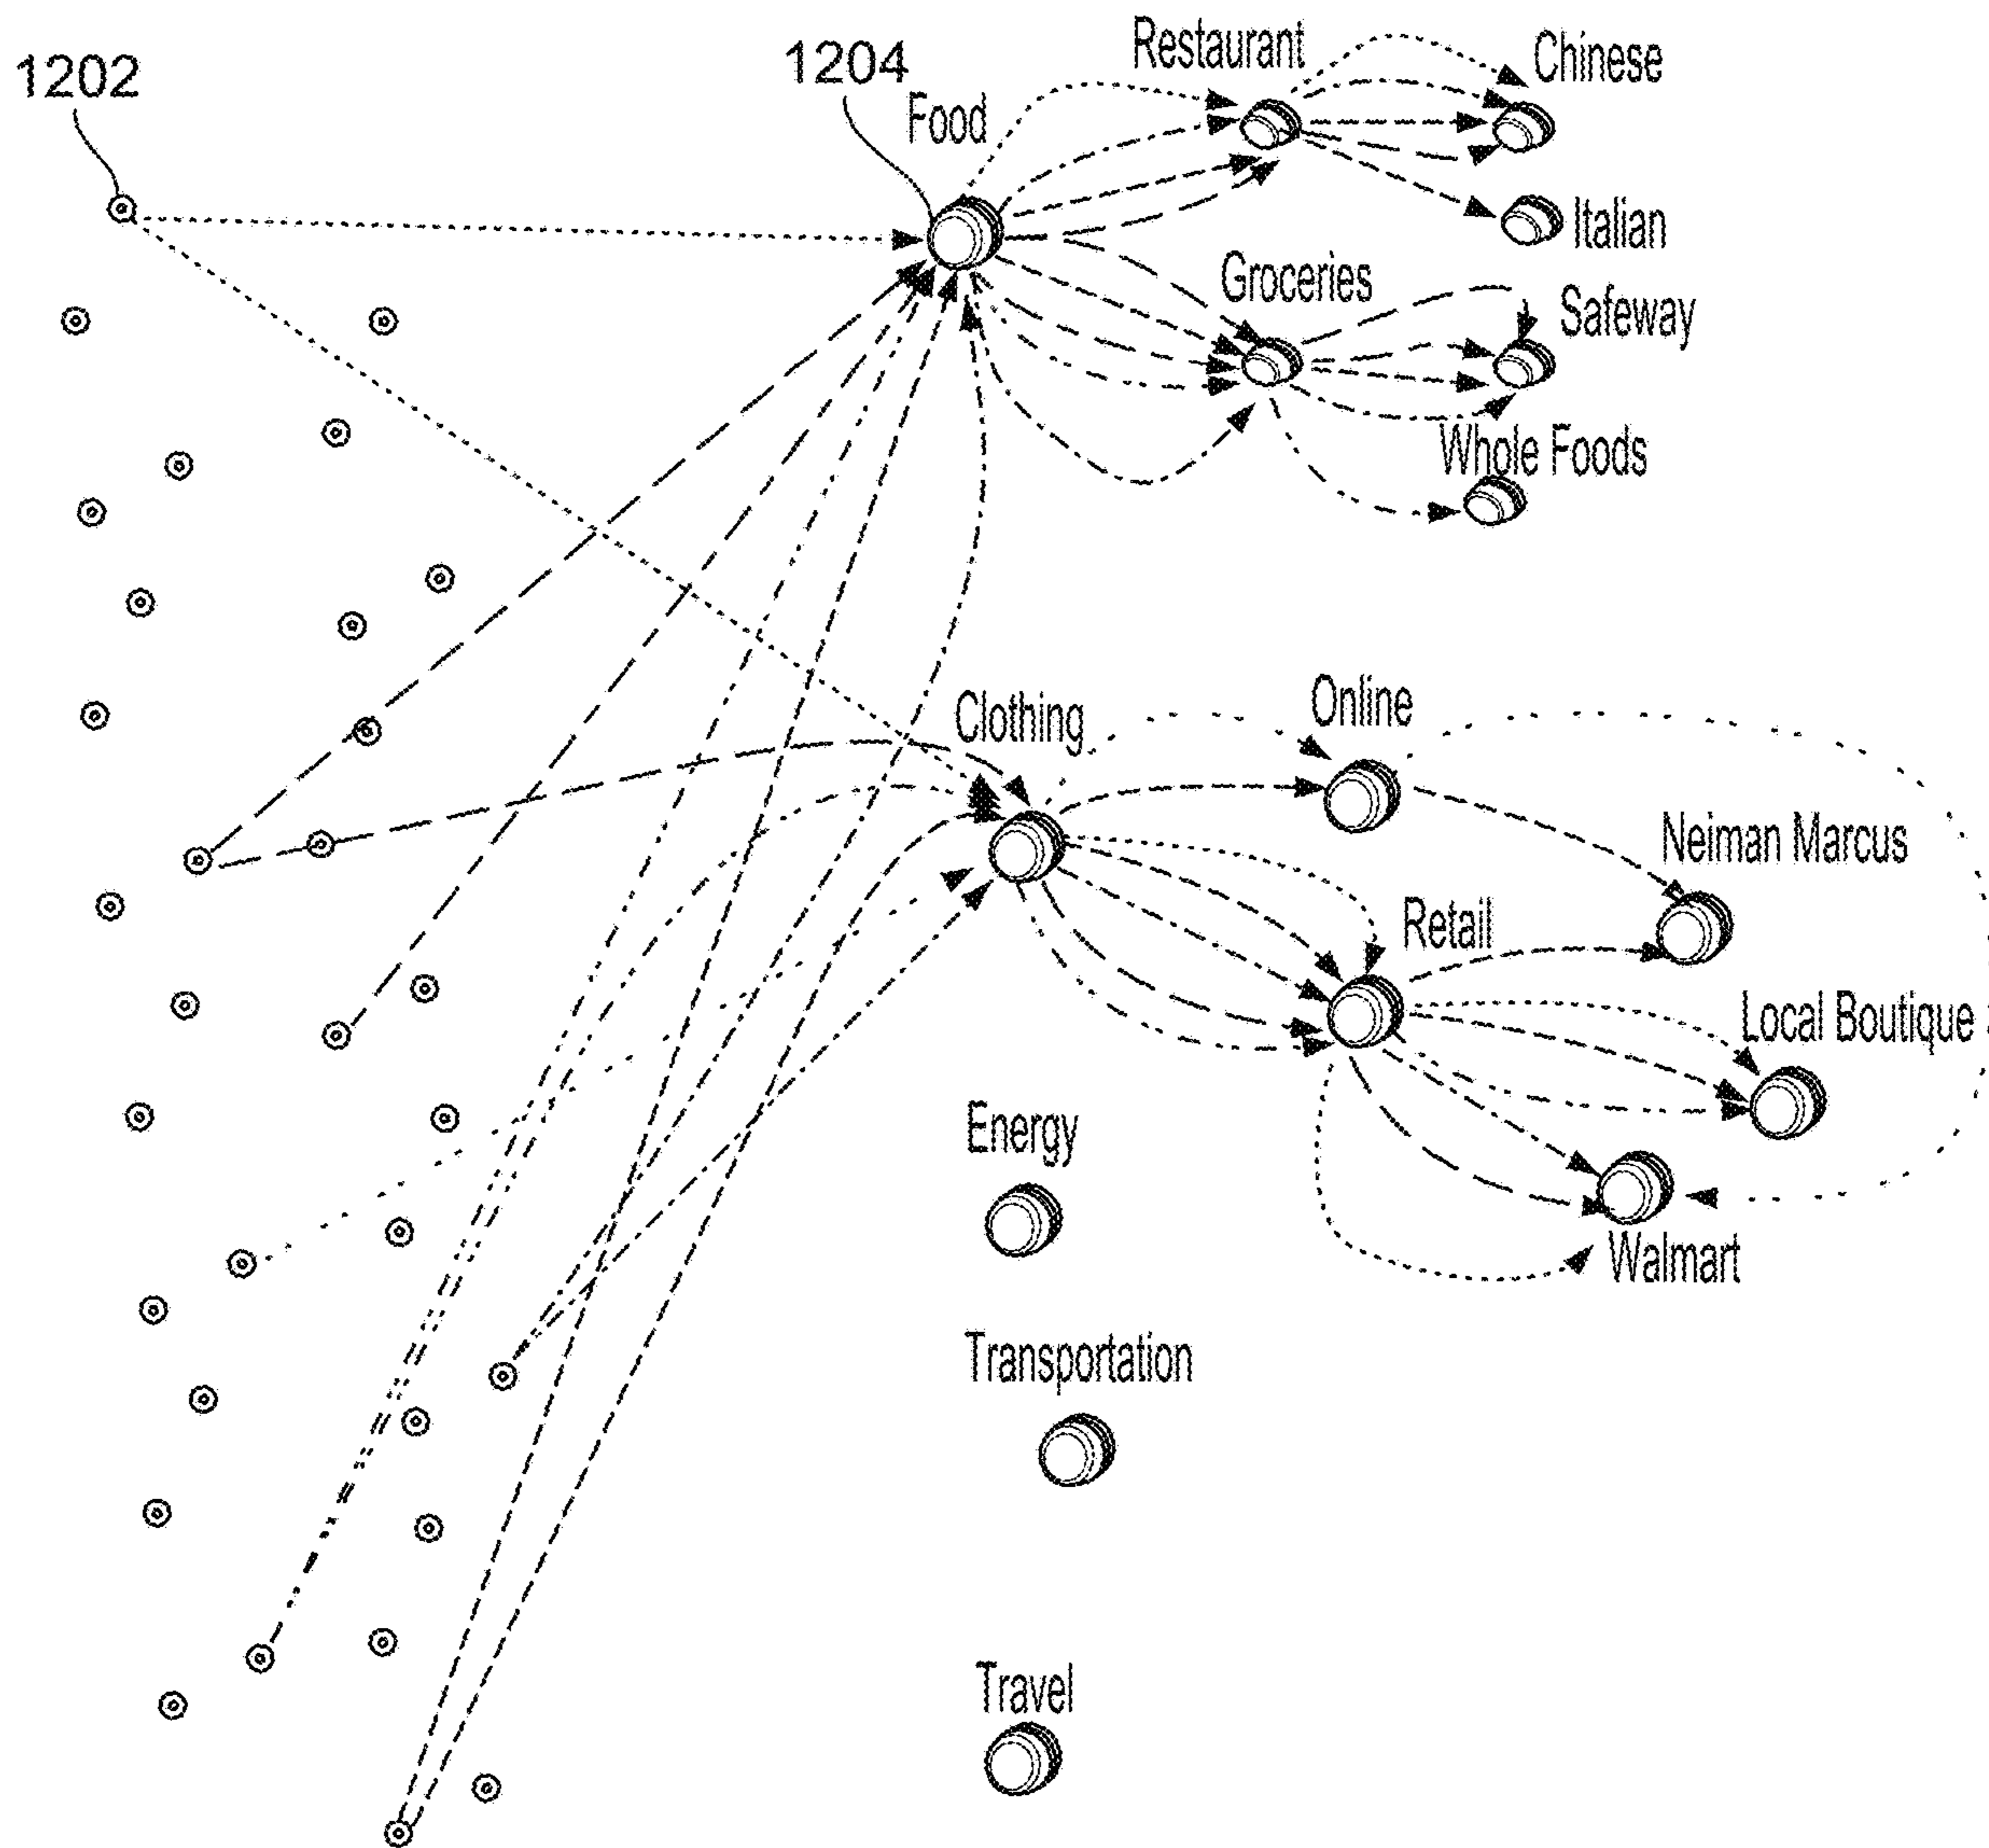 1202
1204
Food
Restaurant
Chinese
Italian
Groceries
Safeway
Whole Foods
Clothing
Online
Neiman Marcus
Retail
Local Boutique
Energy
Walmart
Transportation
Travel